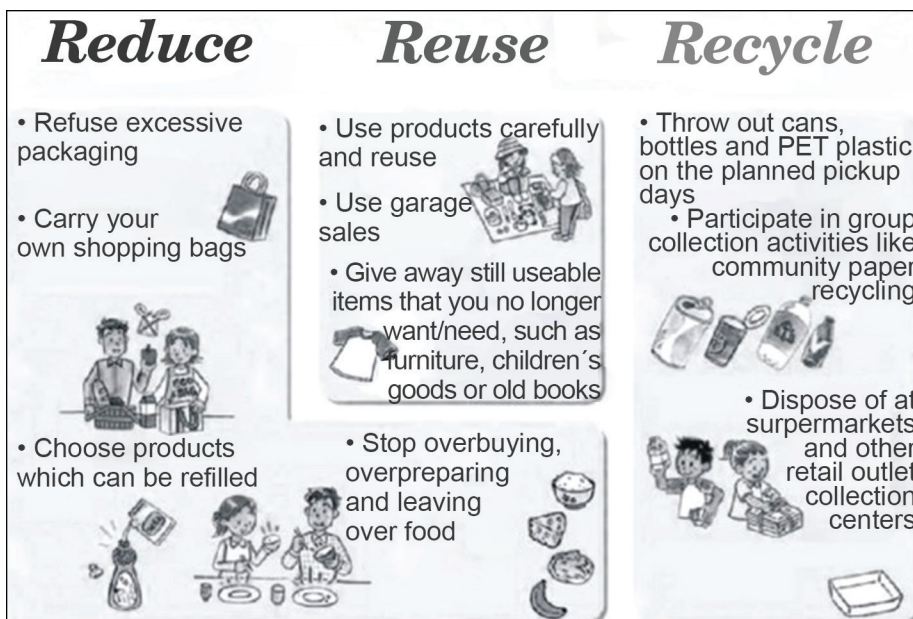 Reduce
• Refuse excessive
packaging
• Carry your
own shopping bags
• Choose products
which can be refilled
Reuse
• Use products carefully
and reuse
• Use garage
sales
• Give away still useable
items that you no longer
want/need, such as
furniture, children´s
goods or old books
• Stop overbuying,
overpreparing
and leaving
over food
Recycle
• Throw out cans,
bottles and PET plastic
on the planned pickup
days
• Participate in group
collection activities like
community paper
recycling
• Dispose of at
surpermarkets
and other
retail outlet
collection
centers